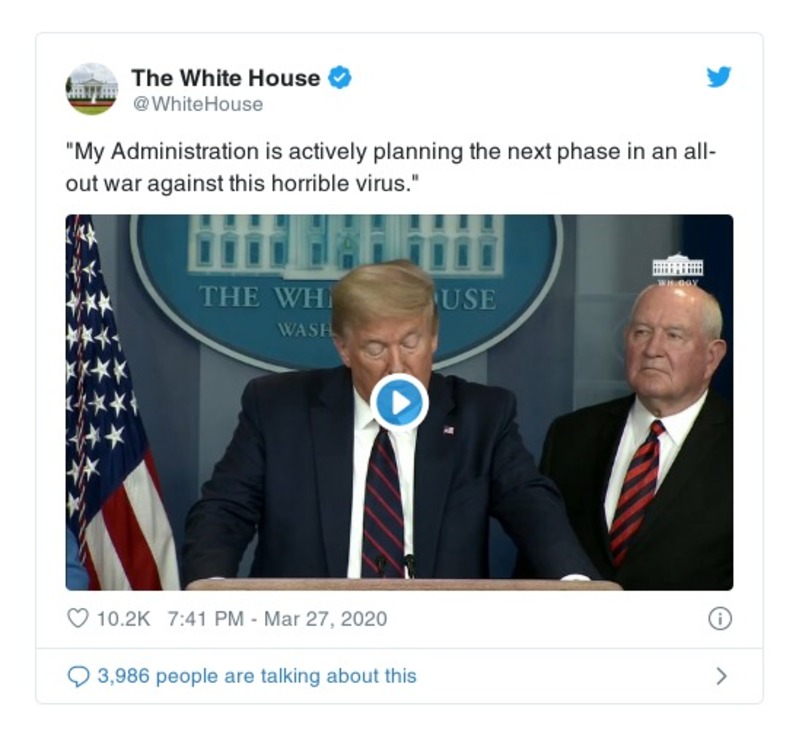 The White House
@WhiteHouse
"My Administration is actively planning the next phase in an all-
out war against this horrible virus."
THE WH USE
WASH
WH.GOV
10.2K 7:41 PM - Mar 27, 2020
3,986 people are talking about this